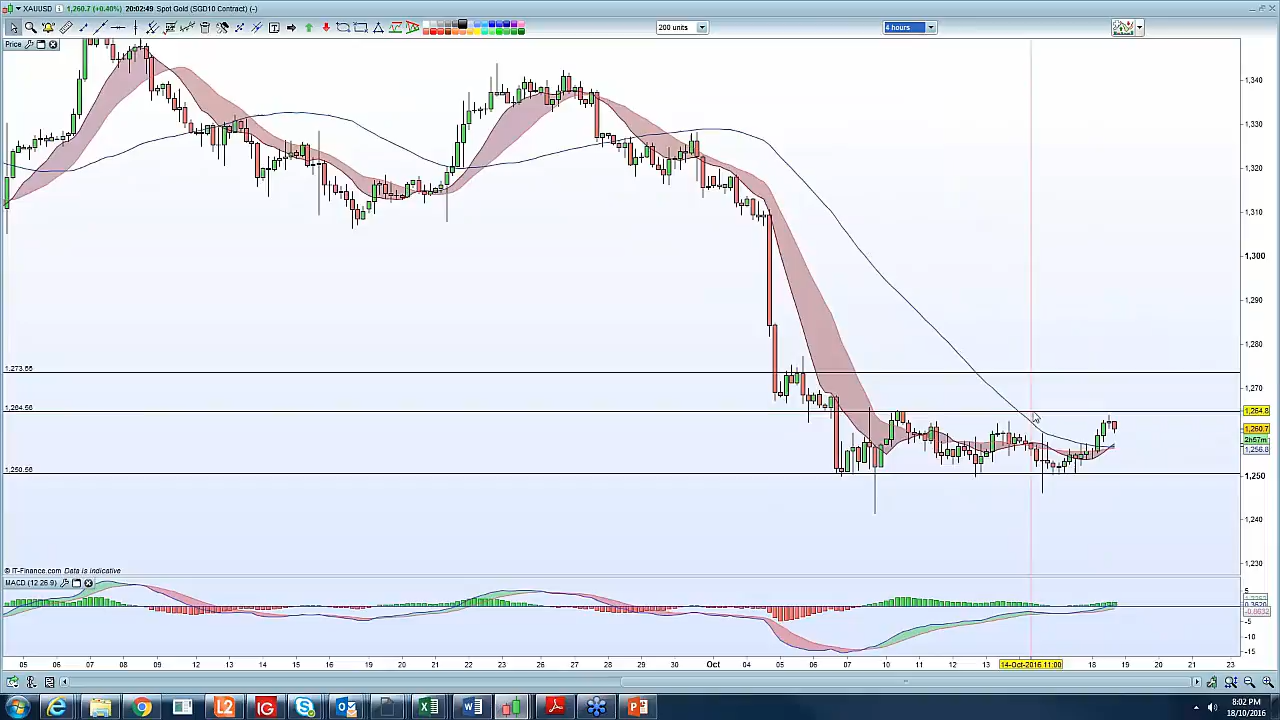 XAUUSD 1,260.7 (+0.40%) 20:02:49 Spot Gold (SGD10 Contract) (-)
200 units
4 hours
Price
1,340
1,330
1,320
1,310
1,300
1,290
1,280
1,273.66
1,270
1,264.56
1,264.8
1,260.7
2h57m
1,256.8
1,250.56
1,250
1,240
1,230
© IT-Finance.com Data is indicative
MACD (12 26 9)
5
-0.8632
-5
-10
-15
05 06 07 08 09 12 13 14 15 16 19 20 21 22 23 26 27 28 29 30 Oct 04 05 06 07 10 11 12 13 14-Oct-2016 11:00 18 19 20 21 23
L2 IG
8:02 PM
18/10/2016